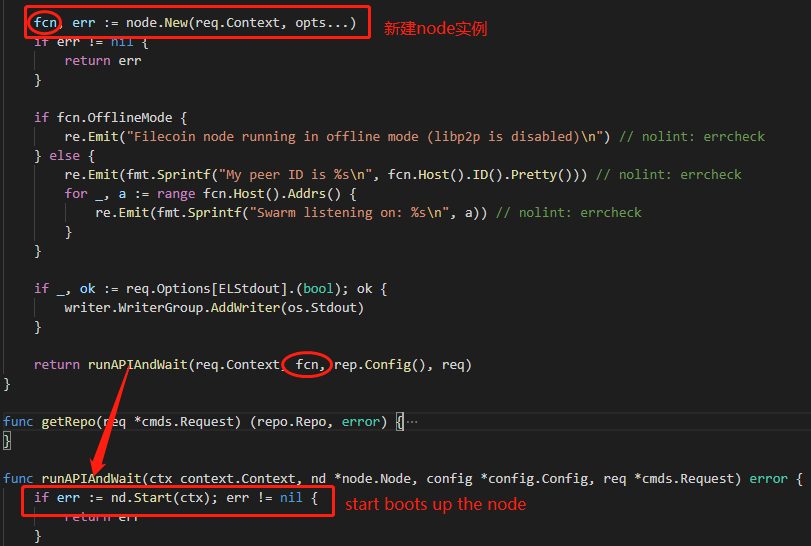 fcn, err := node.New(req.Context, opts...)
新建node实例
if err != nil {
return err
}
if fcn.OfflineMode {
re.Emit("Filecoin node running in offline mode (libp2p is disabled)\n") // nolint: errcheck
} else {
re.Emit(fmt.Sprintf("My peer ID is %s\n", fcn.Host().ID().Pretty())) // nolint: errcheck
for _, a := range fcn.Host().Addrs() {
re.Emit(fmt.Sprintf("Swarm listening on: %s\n", a)) // nolint: errcheck
}
}
if _, ok := req.Options[ELStdout].(bool); ok {
writer.WriterGroup.AddWriter(os.Stdout)
}
return runAPIAndWait(req.Context, fcn, rep.Config(), req)
}
func getRepo(req *cmds.Request) (repo.Repo, error) {···
}
func runAPIAndWait(ctx context.Context, nd *node.Node, config *config.Config, req *cmds.Request) error {
if err := nd.Start(ctx); err != nil {
start boots up the node
return err
}